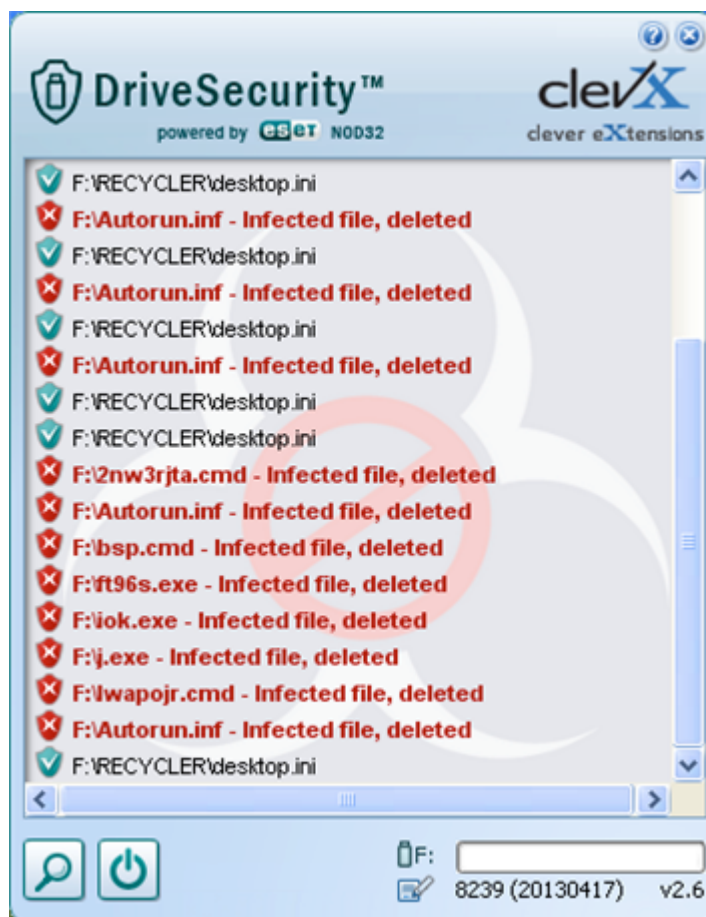 DriveSecurity™
powered by eseT NOD32
clevX
clever eXtensions
F:\RECYCLER\desktop.ini
F:\Autorun.inf - Infected file, deleted
F:\RECYCLER\desktop.ini
F:\Autorun.inf - Infected file, deleted
F:\RECYCLER\desktop.ini
F:\Autorun.inf - Infected file, deleted
F:\RECYCLER\desktop.ini
F:\RECYCLER\desktop.ini
F:\2nw3rjta.cmd - Infected file, deleted
F:\Autorun.inf - Infected file, deleted
F:\bsp.cmd - Infected file, deleted
F:\ft96s.exe - Infected file, deleted
F:\iok.exe - Infected file, deleted
F:\j.exe - Infected file, deleted
F:\lwapojr.cmd - Infected file, deleted
F:\Autorun.inf - Infected file, deleted
F:\RECYCLER\desktop.ini
F:
8239 (20130417) v2.6